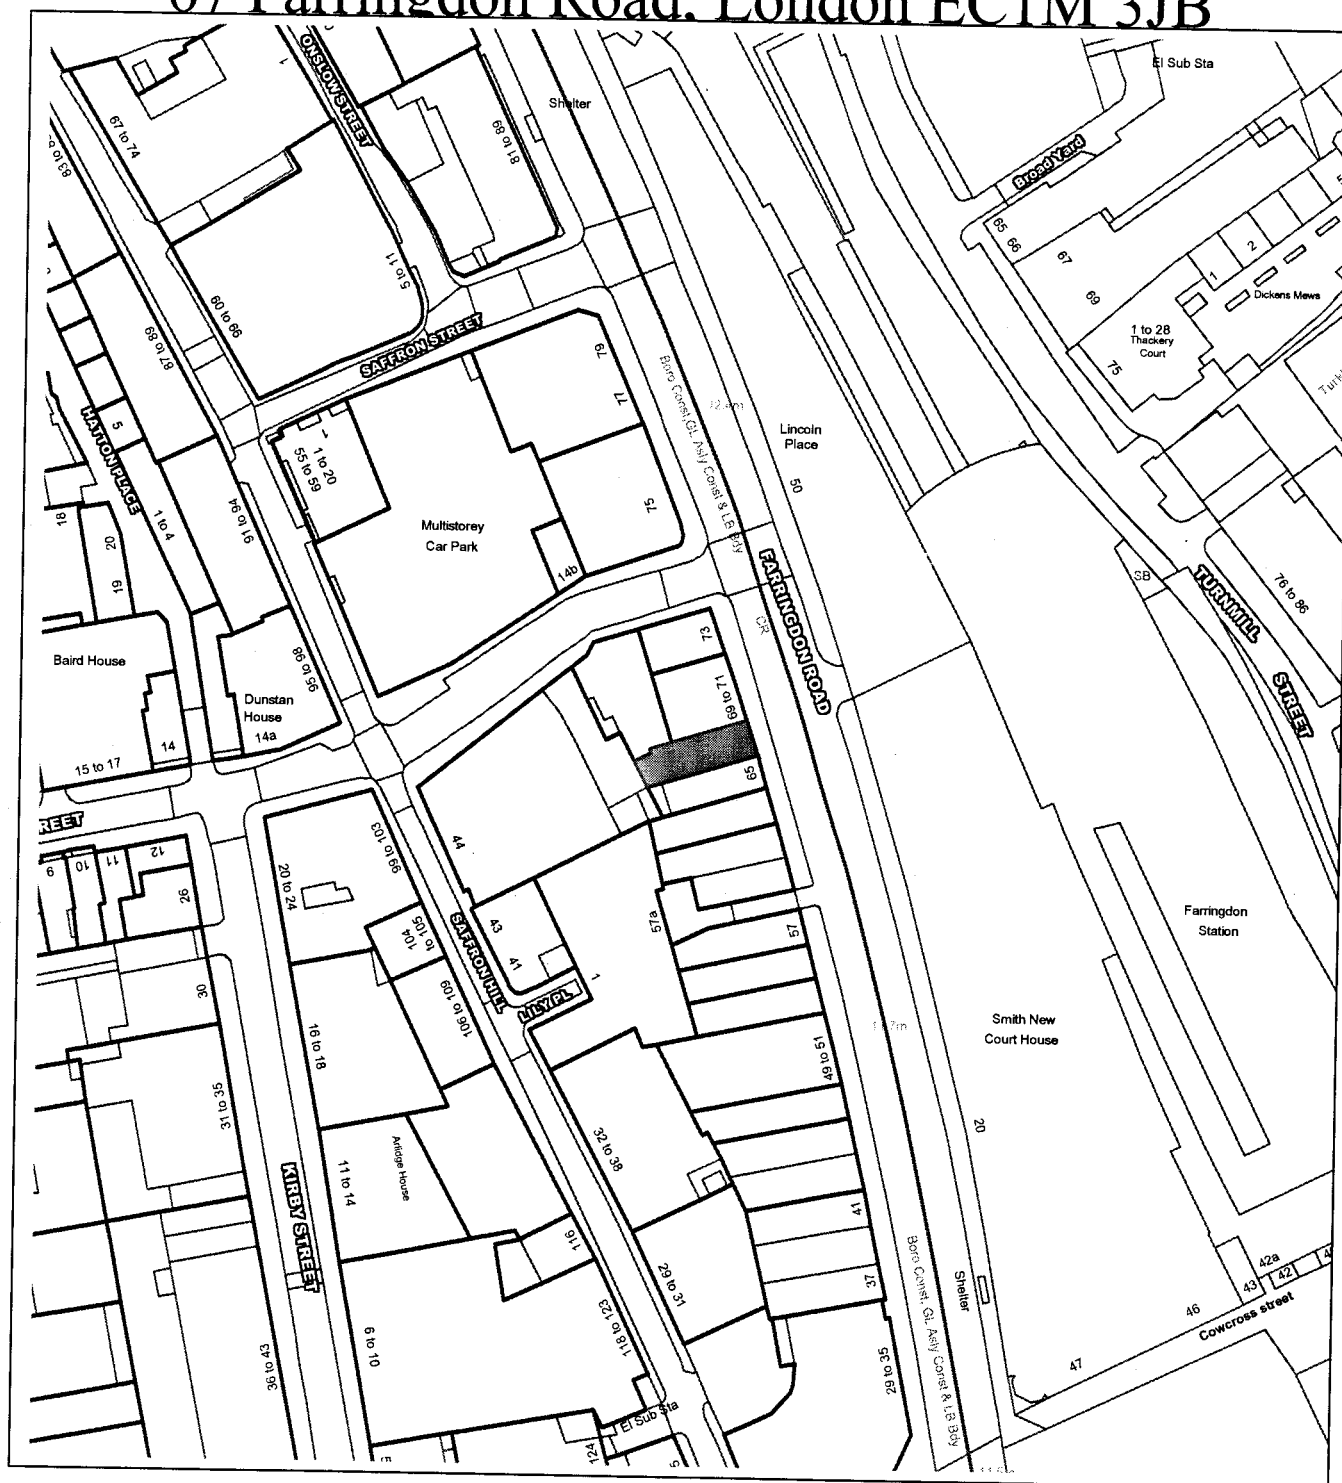 67 Farringdon Road, London EC1M 3JB
ONSLOW STREET
1
67 to 74
81 to 89
Shelter
El Sub Sta
Broad Yard
65
66
67
69
75
1
2
Dickens Mews
1 to 28
Thackery
Court
5 to 11
60 to 66
87 to 89
SAFFRON STREET
79
77
75
Boro Const, GL Asly Const & LB Bdy
Lincoln
Place
50
HATTON PLACE
5
1 to 4
91 to 94
1
1 to 20
55 to 59
Multistorey
Car Park
14b
18
20
19
FARRINGDON ROAD
CR
SB
TURNMILL
STREET
76 to 86
Baird House
95 to 98
Dunstan
House
14a
14
15 to 17
73
69 to 71
65
REET
9
10
11
12
26
20 to 24
99 to 103
44
43
41
104
to 105
SAFFRON HILL
LILY PL
57a
57
1
Farringdon
Station
30
16 to 18
106 to 109
49 to 51
Smith New
Court House
20
31 to 35
32 to 38
11 to 14
Arlidge House
KIRBY STREET
41
116
29 to 31
37
Boro Const, GL Asly Const & LB Bdy
Shelter
42a
43
42
46
Cowcross street
47
36 to 43
6 to 10
118 to 123
29 to 35
El Sub Sta
124